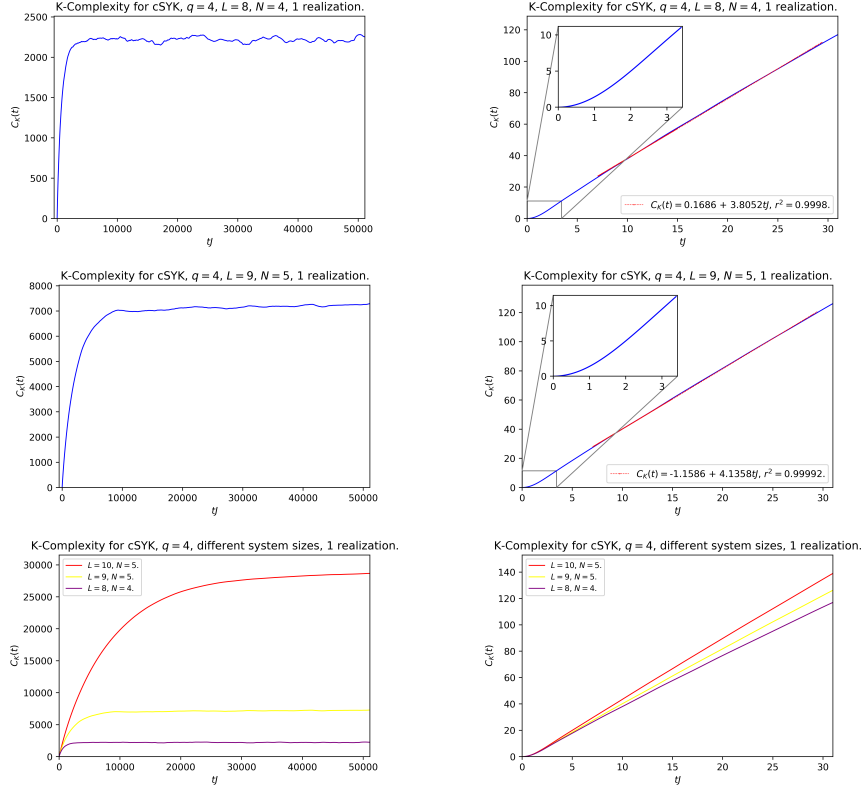 K-Complexity for cSYK, q = 4, L = 8, N = 4, 1 realization.
2500
2000
1500
1000
500
0
C_K(t)
0 10000 20000 30000 40000 50000
tJ
K-Complexity for cSYK, q = 4, L = 8, N = 4, 1 realization.
120
100
80
60
40
20
0
C_K(t)
10
5
0
0 1 2 3
C_K(t) = 0.1686 + 3.8052tJ, r² = 0.9998.
0 5 10 15 20 25 30
tJ
K-Complexity for cSYK, q = 4, L = 9, N = 5, 1 realization.
8000
7000
6000
5000
4000
3000
2000
1000
0
C_K(t)
0 10000 20000 30000 40000 50000
tJ
K-Complexity for cSYK, q = 4, L = 9, N = 5, 1 realization.
120
100
80
60
40
20
0
C_K(t)
10
5
0
0 1 2 3
C_K(t) = -1.1586 + 4.1358tJ, r² = 0.99992.
0 5 10 15 20 25 30
tJ
K-Complexity for cSYK, q = 4, different system sizes, 1 realization.
30000
25000
20000
15000
10000
5000
0
C_K(t)
L = 10, N = 5.
L = 9, N = 5.
L = 8, N = 4.
0 10000 20000 30000 40000 50000
tJ
K-Complexity for cSYK, q = 4, different system sizes, 1 realization.
140
120
100
80
60
40
20
0
C_K(t)
L = 10, N = 5.
L = 9, N = 5.
L = 8, N = 4.
0 5 10 15 20 25 30
tJ